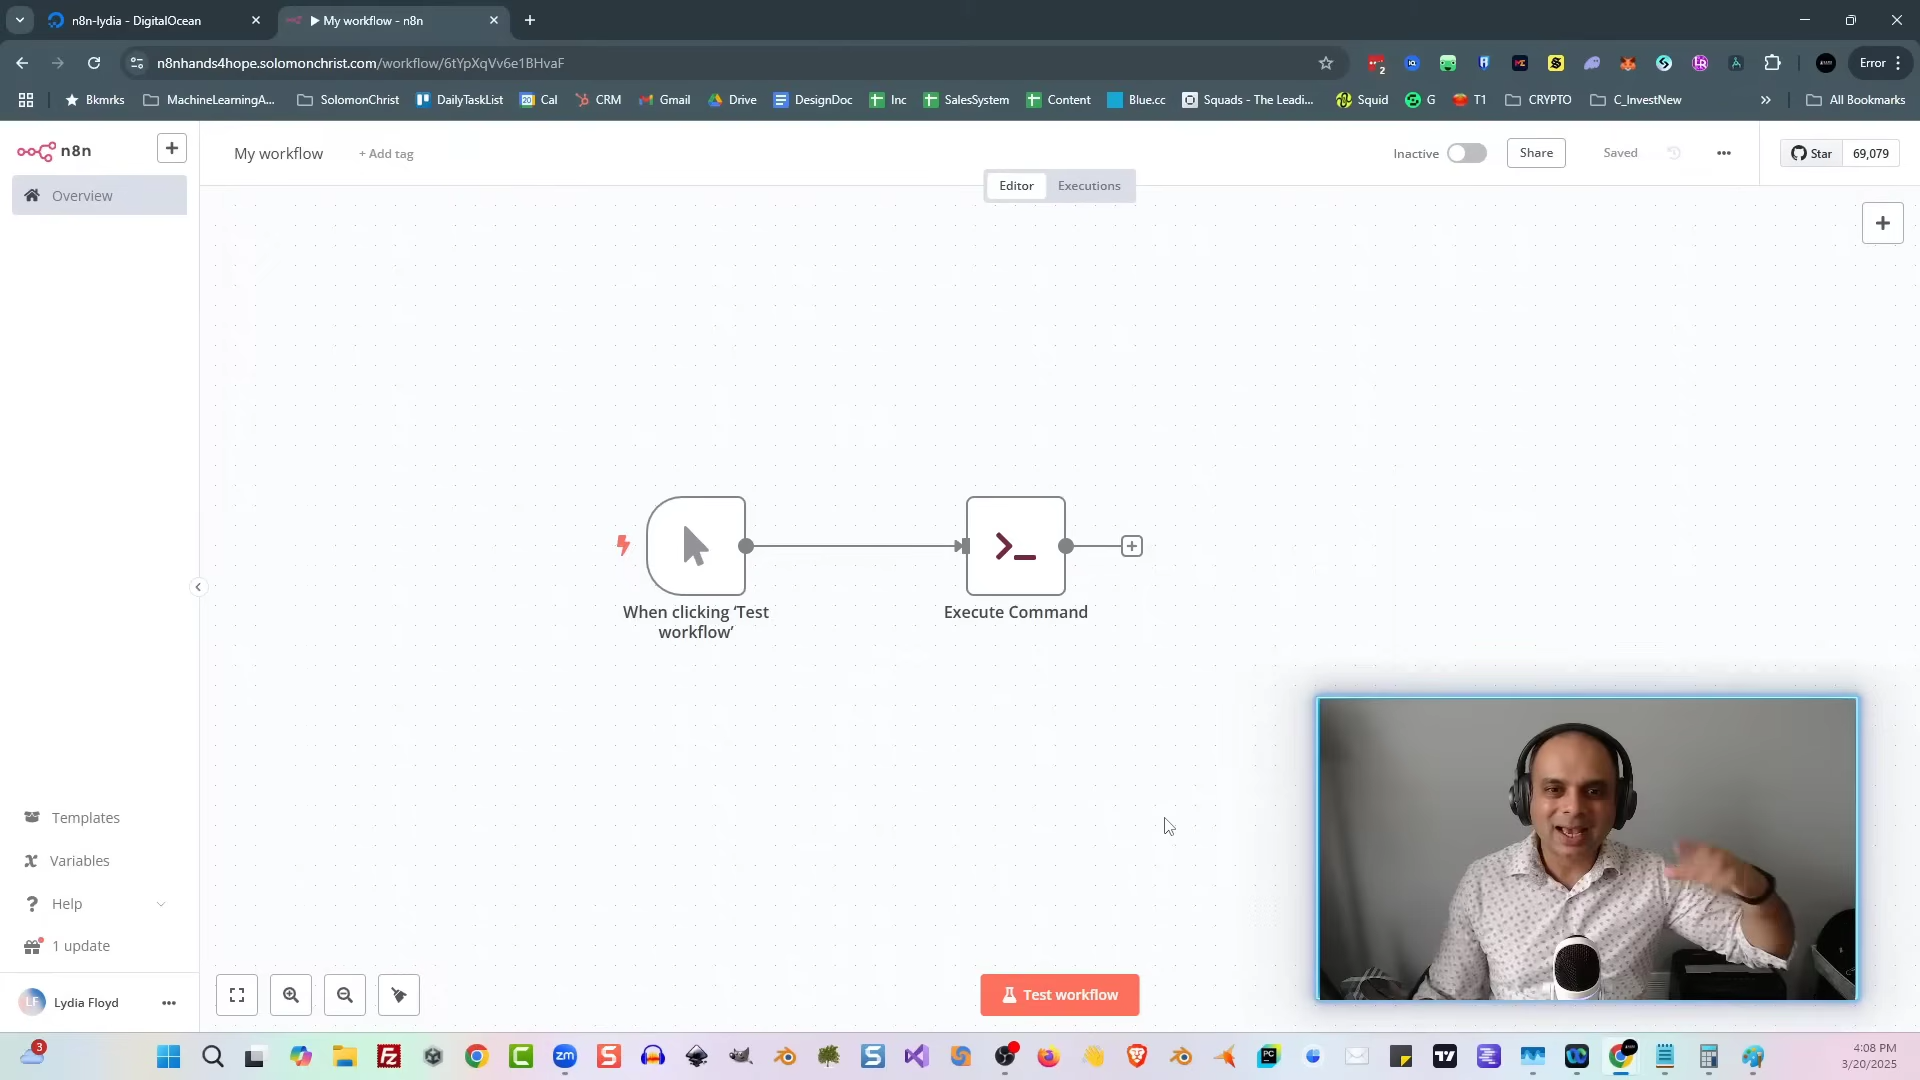 n8n-lydia - DigitalOcean
▶ My workflow - n8n
n8nhands4hope.solomonchrist.com/workflow/6tYpXqVv6e1BHvaF
2
Error
Bkmrks
MachineLearningA...
SolomonChrist
DailyTaskList
Cal
CRM
Gmail
Drive
DesignDoc
Inc
SalesSystem
Content
Blue.cc
Squads - The Leadi...
Squid
G
T1
CRYPTO
C_InvestNew
All Bookmarks
n8n
My workflow
+ Add tag
Inactive
Share
Saved
Star
69,079
Overview
Editor
Executions
When clicking ‘Test
workflow’
Execute Command
Templates
Variables
Help
1 update
LF
Lydia Floyd
Test workflow
3
4:08 PM
3/20/2025